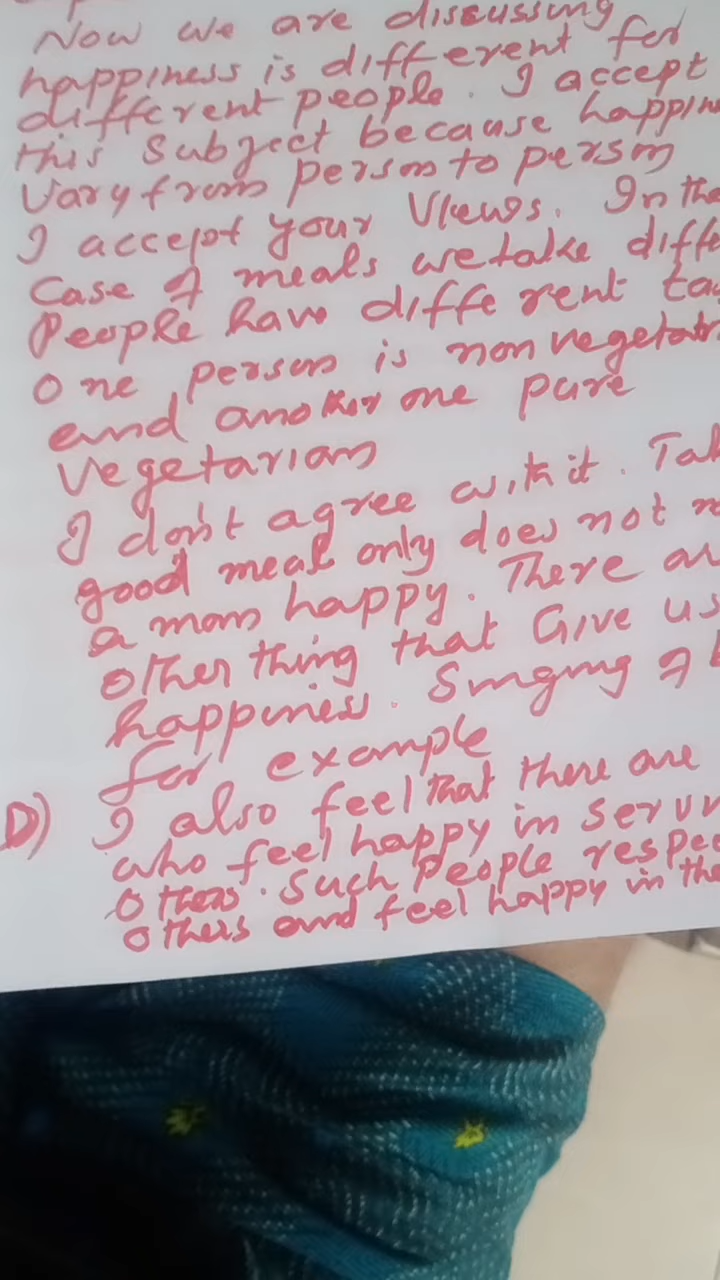 Now we are discussing
happiness is different for
different people. I accept
this subject because happin
Vary from person to person
I accept your Views. In the
Case of meals we take diff
People have different ta
One person is non vegetar
and another one pure
Vegetarian
I don't agree with it. Tak
good meal only does not m
a man happy. There ar
other thing that Give us
happiness. Singing of b
for example
D) I also feel that there are
who feel happy in serv
Others. Such People respec
Others and feel happy in the